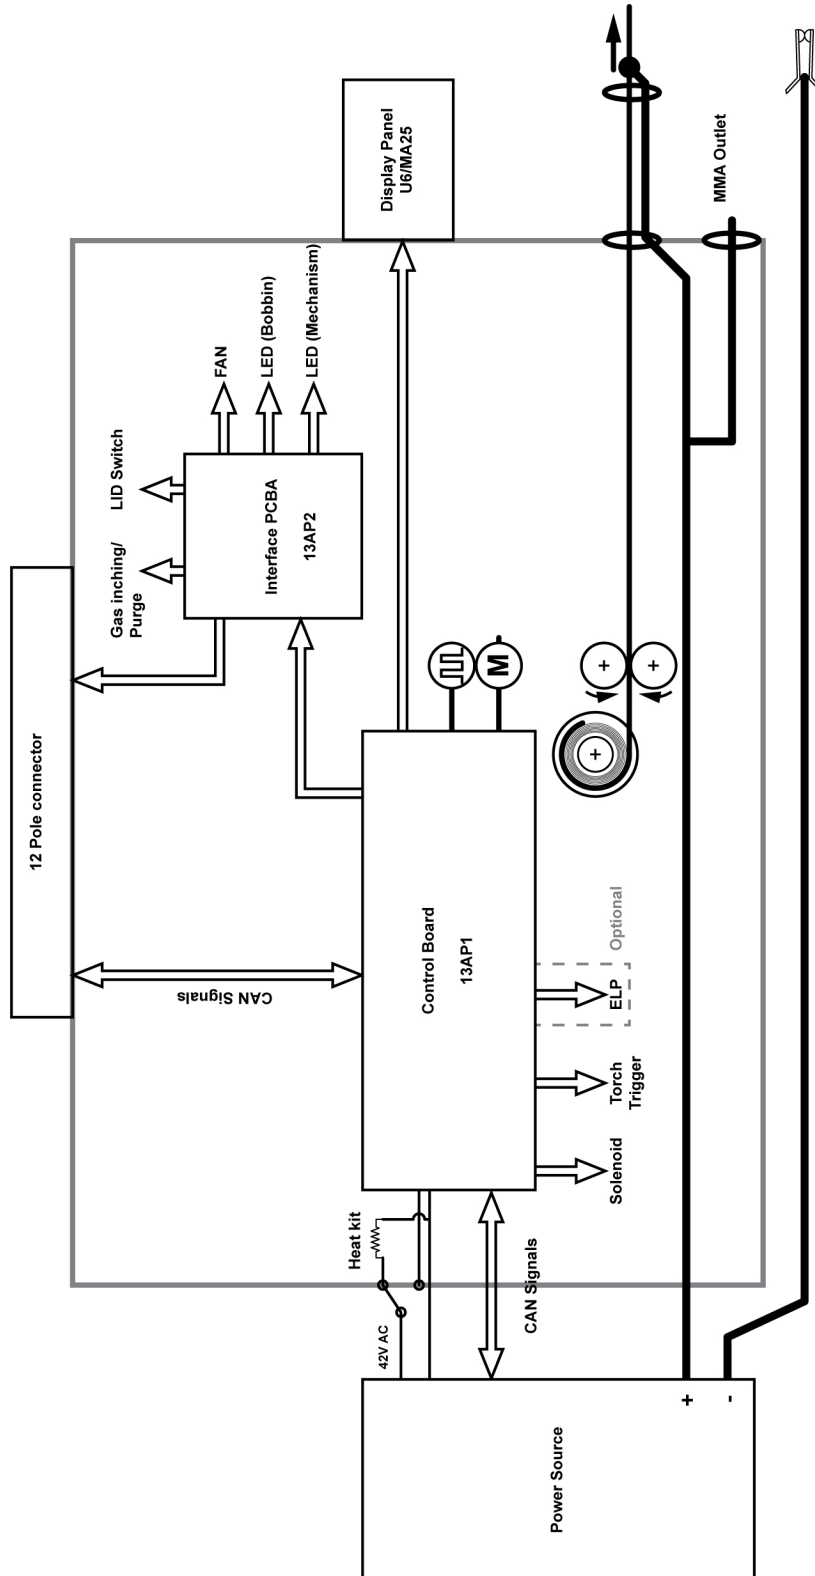 12 Pole connector
CAN Signals
Gas inching/
Purge
LID Switch
Interface PCBA
13AP2
FAN
LED (Bobbin)
LED (Mechanism)
Display Panel
U6/MA25
Control Board
13AP1
M
+
+
+
Heat kit
42V AC
CAN Signals
Solenoid
Torch
Trigger
ELP
Optional
MMA Outlet
Power Source
+
-